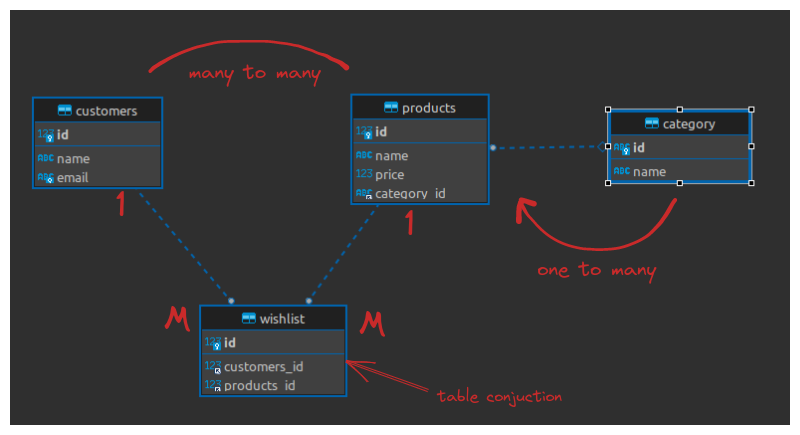 many to many
customers
123 id
ABC name
ABC email
1
products
123 id
ABC name
123 price
ABC category_id
1
category
ABC id
ABC name
one to many
M
wishlist
123 id
123 customers_id
123 products_id
M
table conjuction